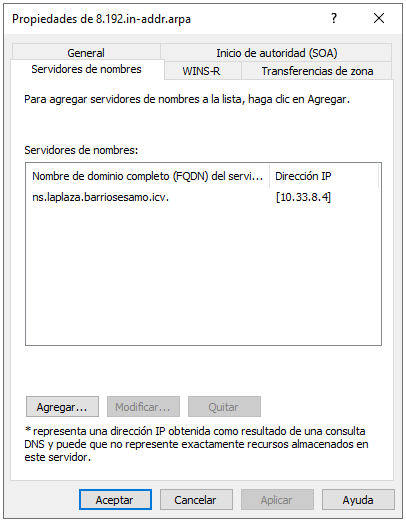 Propiedades de 8.192.in-addr.arpa ? ×
General Inicio de autoridad (SOA)
Servidores de nombres WINS-R Transferencias de zona
Para agregar servidores de nombres a la lista, haga clic en Agregar.
Servidores de nombres:
Nombre de dominio completo (FQDN) del servi... Dirección IP
ns.laplaza.barriosesamo.icv. [10.33.8.4]
Agregar... Modificar... Quitar
* representa una dirección IP obtenida como resultado de una consulta
DNS y puede que no represente exactamente recursos almacenados en
este servidor.
Aceptar Cancelar Aplicar Ayuda